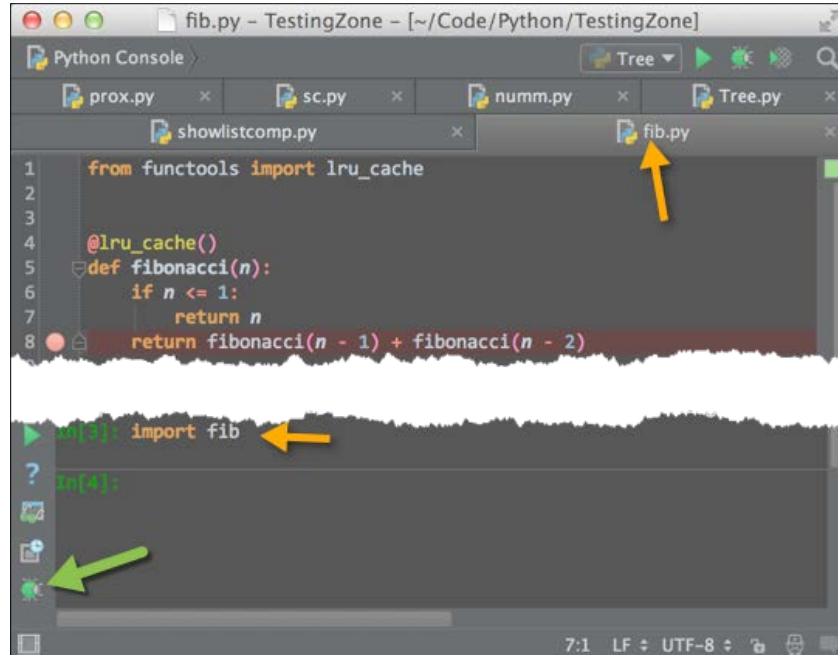 fib.py – TestingZone – [~/Code/Python/TestingZone]
Python Console
Tree
prox.py × sc.py × numm.py × Tree.py ×
showlistcomp.py × fib.py ×
1 from functools import lru_cache
2
3
4 @lru_cache()
5 def fibonacci(n):
6 if n <= 1:
7 return n
8 return fibonacci(n - 1) + fibonacci(n - 2)
In[3]: import fib
?
In[4]:
7:1 LF UTF-8